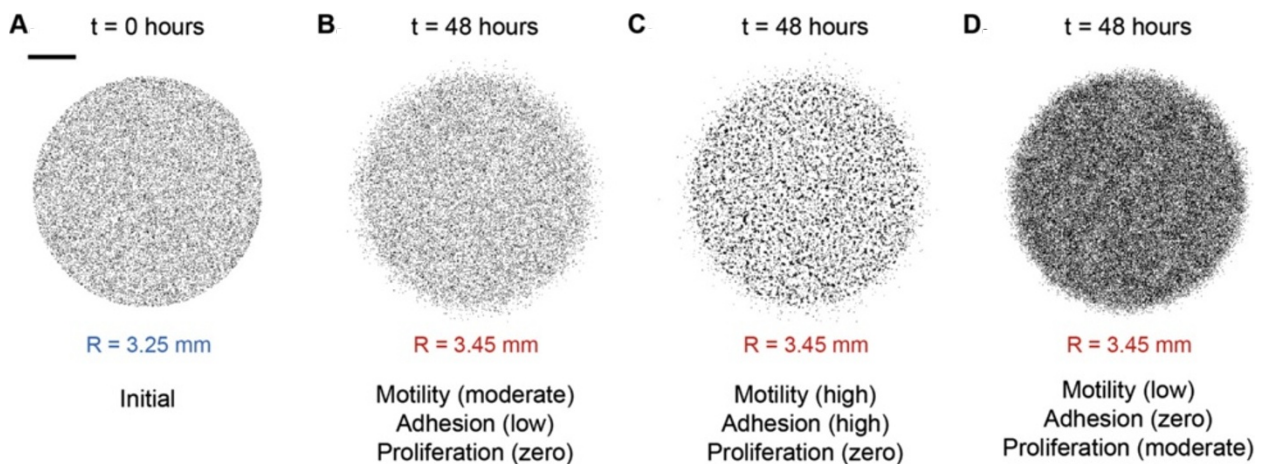 A t = 0 hours
B t = 48 hours
C t = 48 hours
D t = 48 hours
R = 3.25 mm
R = 3.45 mm
R = 3.45 mm
R = 3.45 mm
Initial
Motility (moderate)
Adhesion (low)
Proliferation (zero)
Motility (high)
Adhesion (high)
Proliferation (zero)
Motility (low)
Adhesion (zero)
Proliferation (moderate)